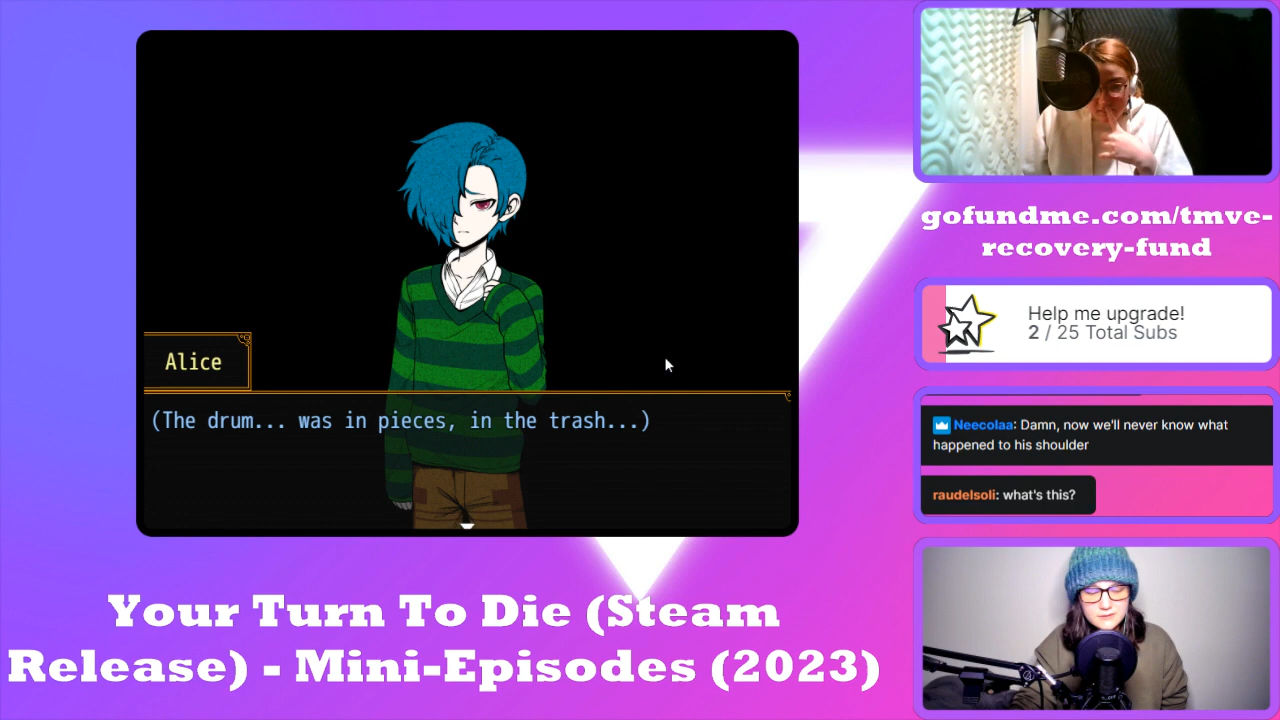 Alice
(The drum... was in pieces, in the trash...)
Your Turn To Die (Steam
Release) - Mini-Episodes (2023)
gofundme.com/tmve-
recovery-fund
Help me upgrade!
2 / 25 Total Subs
Neecolaa: Damn, now we'll never know what
happened to his shoulder
raudelsoli: what's this?